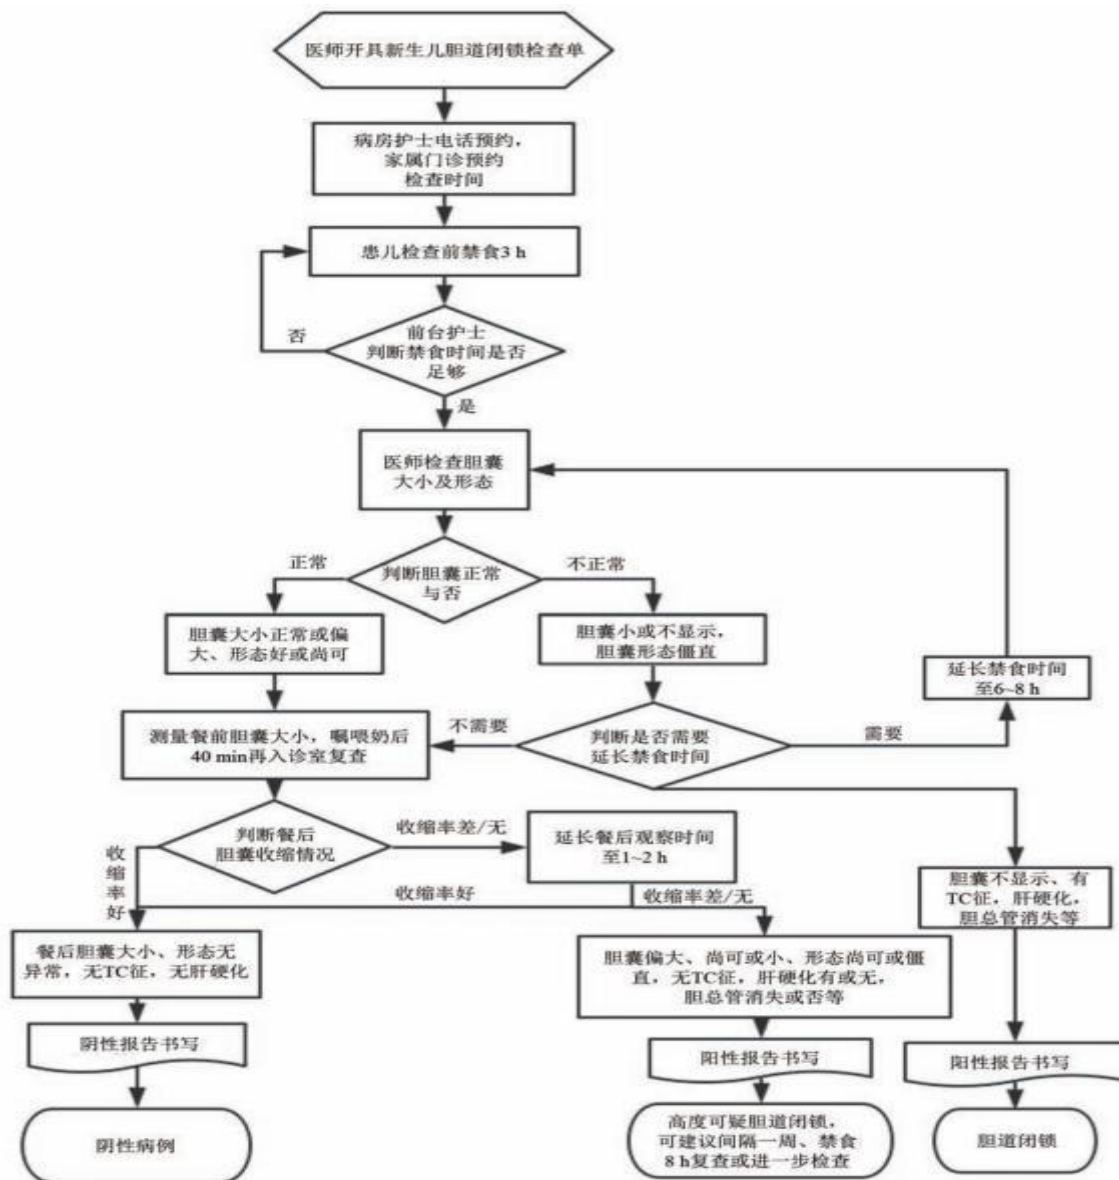 医师开具新生儿胆道闭锁检查单
病房护士电话预约，
家属门诊预约
检查时间
患儿检查前禁食3 h
否
前台护士
判断禁食时间是否
足够
是
医师检查胆囊
大小及形态
正常
判断胆囊正常
与否
不正常
胆囊大小正常或偏
大、形态好或尚可
胆囊小或不显示，
胆囊形态僵直
延长禁食时间
至6~8 h
测量餐前胆囊大小，嘱喂奶后
40 min再入诊室复查
不需要
判断是否需要
延长禁食时间
需要
判断餐后
胆囊收缩情况
收缩率差/无
延长餐后观察时间
至1~2 h
收
缩
率
好
收缩率好
收缩率差/无
胆囊不显示、有
TC征，肝硬化，
胆总管消失等
餐后胆囊大小、形态无
异常，无TC征，无肝硬化
胆囊偏大、尚可或小、形态尚可或僵
直，无TC征，肝硬化有或无，
胆总管消失或否等
阴性报告书写
阳性报告书写
阳性报告书写
阴性病例
高度可疑胆道闭锁，
可建议间隔一周、禁食
8 h复查或进一步检查
胆道闭锁